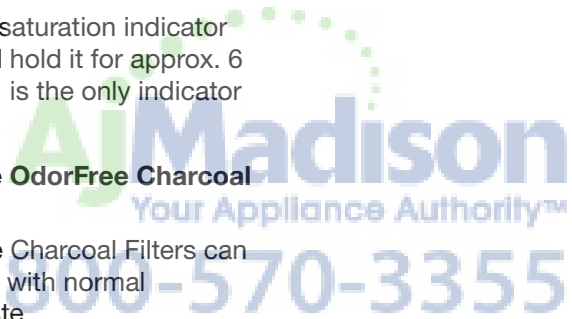 saturation indicator
hold it for approx. 6
is the only indicator
AjMadison
OdorFree Charcoal
Your Appliance Authority™
Charcoal Filters can
800-570-3355
with normal